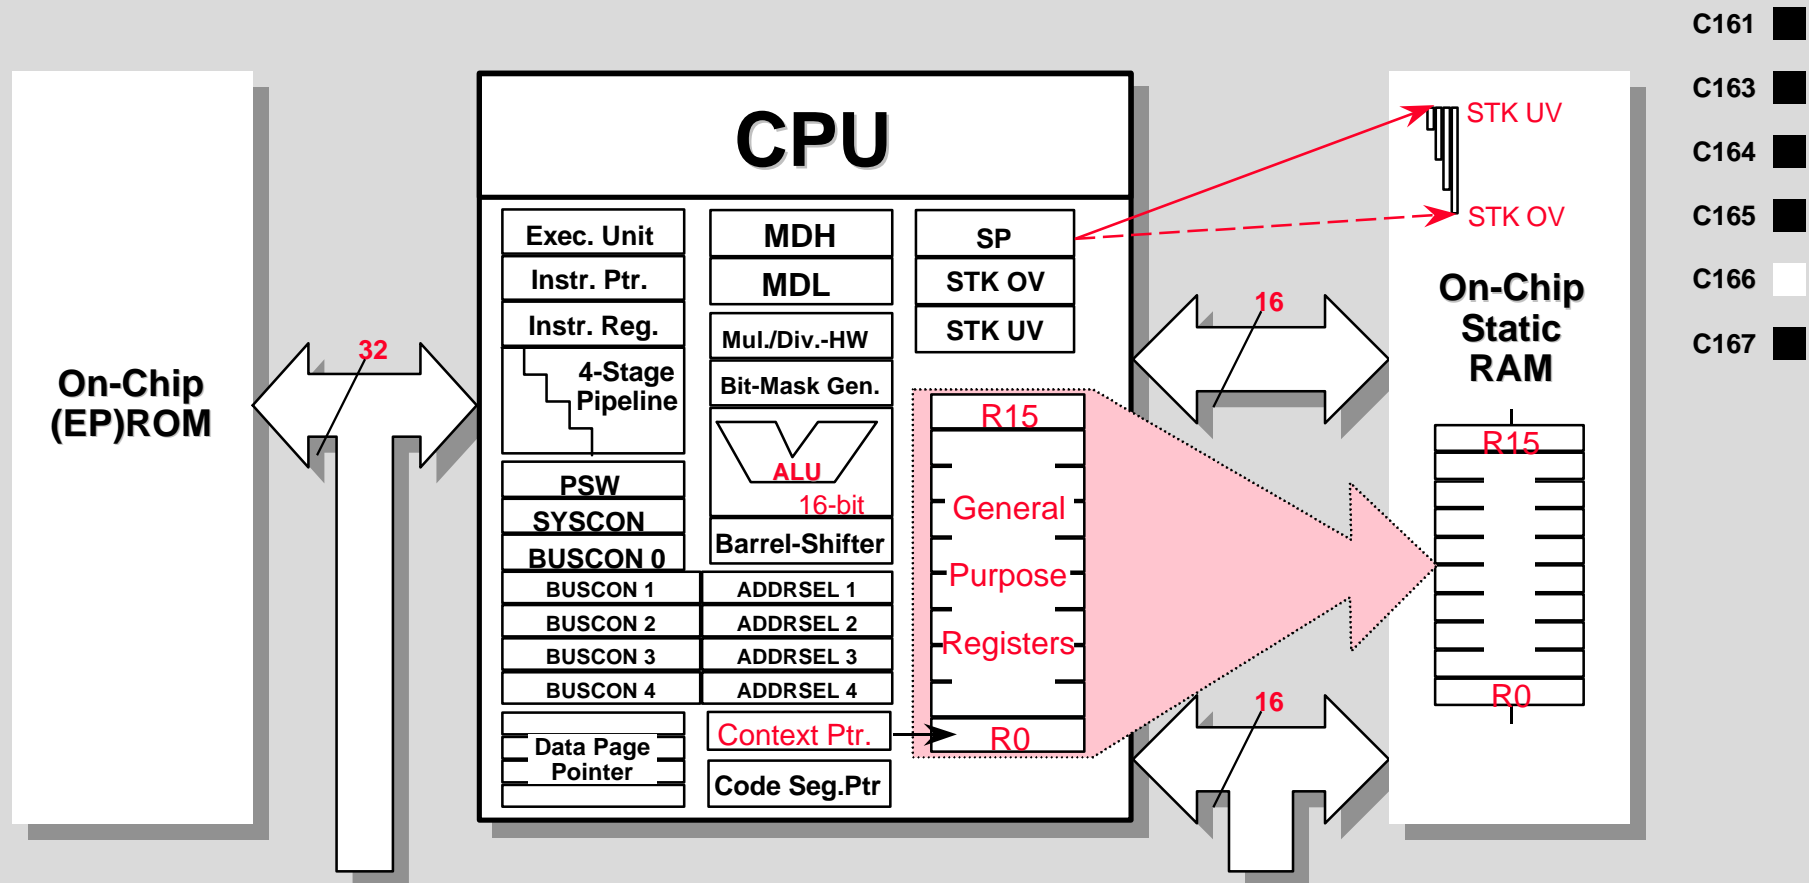 C161
C163
C164
C165
C166
C167
On-Chip
(EP)ROM
32
CPU
Exec. Unit
Instr. Ptr.
Instr. Reg.
4-Stage
Pipeline
PSW
SYSCON
BUSCON 0
BUSCON 1
BUSCON 2
BUSCON 3
BUSCON 4
Data Page
Pointer
MDH
MDL
Mul./Div.-HW
Bit-Mask Gen.
ALU
16-bit
Barrel-Shifter
ADDRSEL 1
ADDRSEL 2
ADDRSEL 3
ADDRSEL 4
Context Ptr.
Code Seg.Ptr
SP
STK OV
STK UV
R15
General
Purpose
Registers
R0
16
16
STK UV
STK OV
On-Chip
Static
RAM
R15
R0